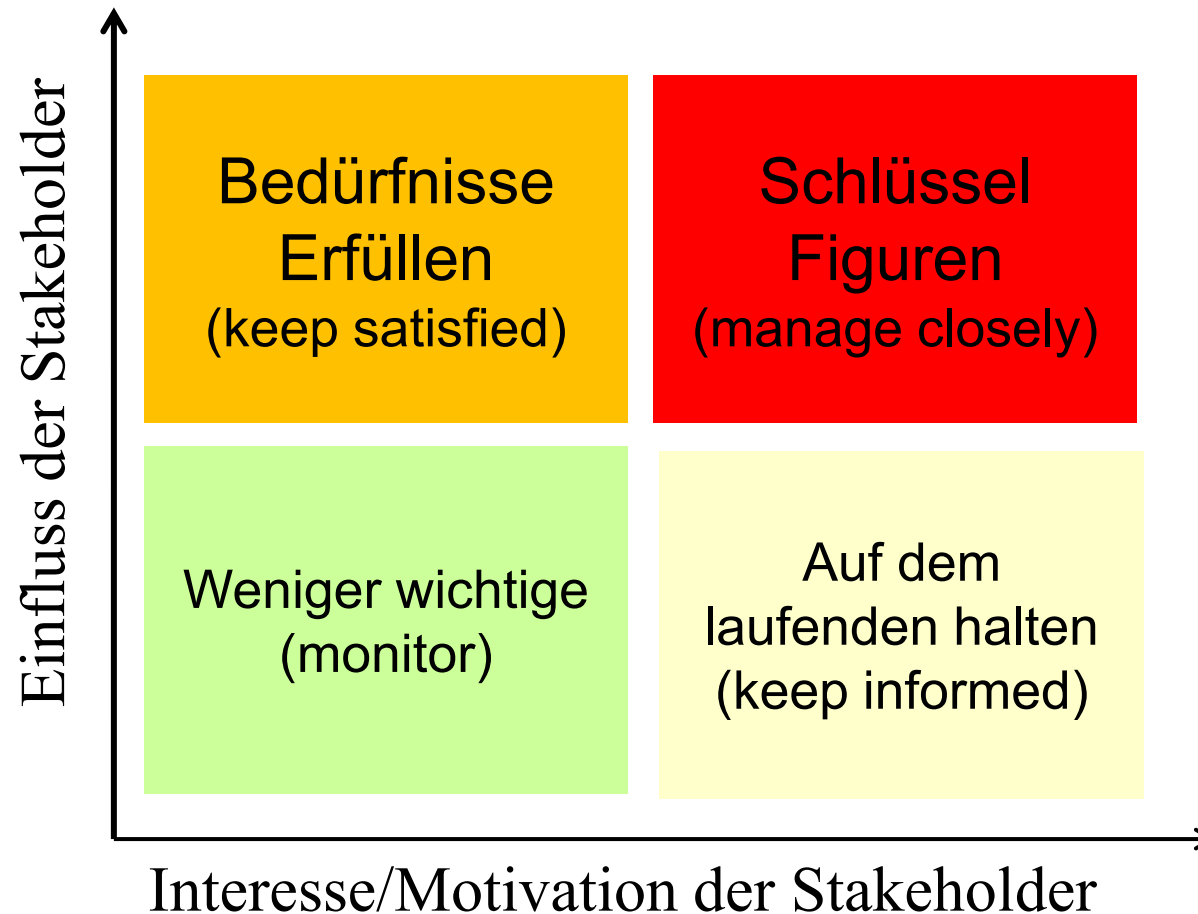 Einfluss der Stakeholder
Bedürfnisse
Erfüllen
(keep satisfied)
Schlüssel
Figuren
(manage closely)
Weniger wichtige
(monitor)
Auf dem
laufenden halten
(keep informed)
Interesse/Motivation der Stakeholder